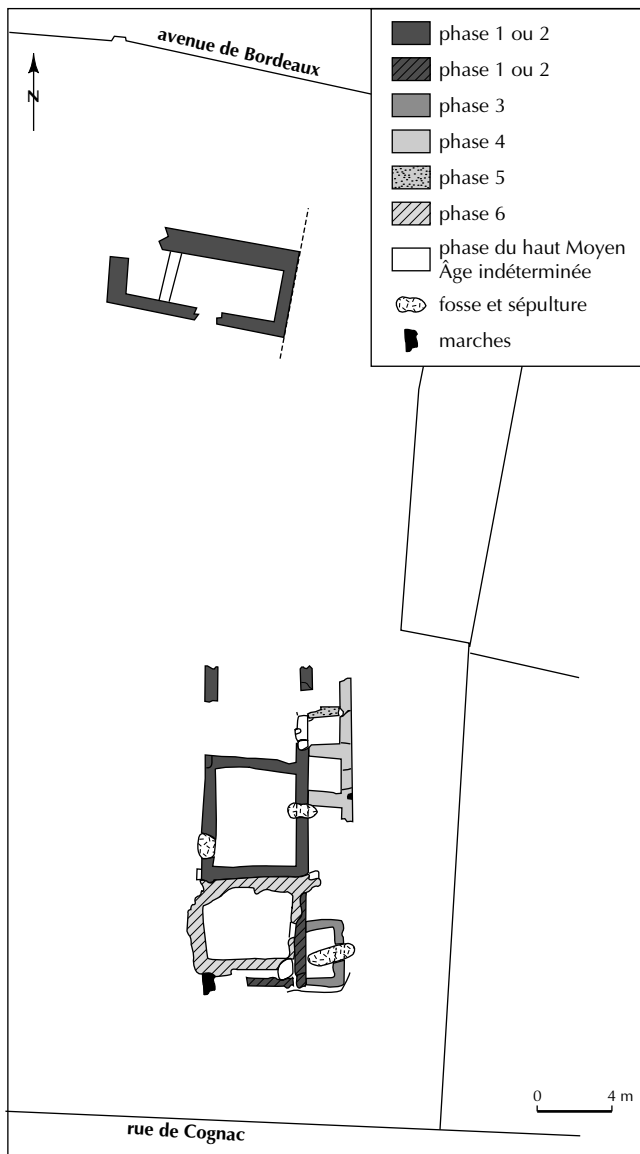 avenue de Bordeaux
N
phase 1 ou 2
phase 1 ou 2
phase 3
phase 4
phase 5
phase 6
phase du haut Moyen
Âge indéterminée
fosse et sépulture
marches
0 4 m
rue de Cognac